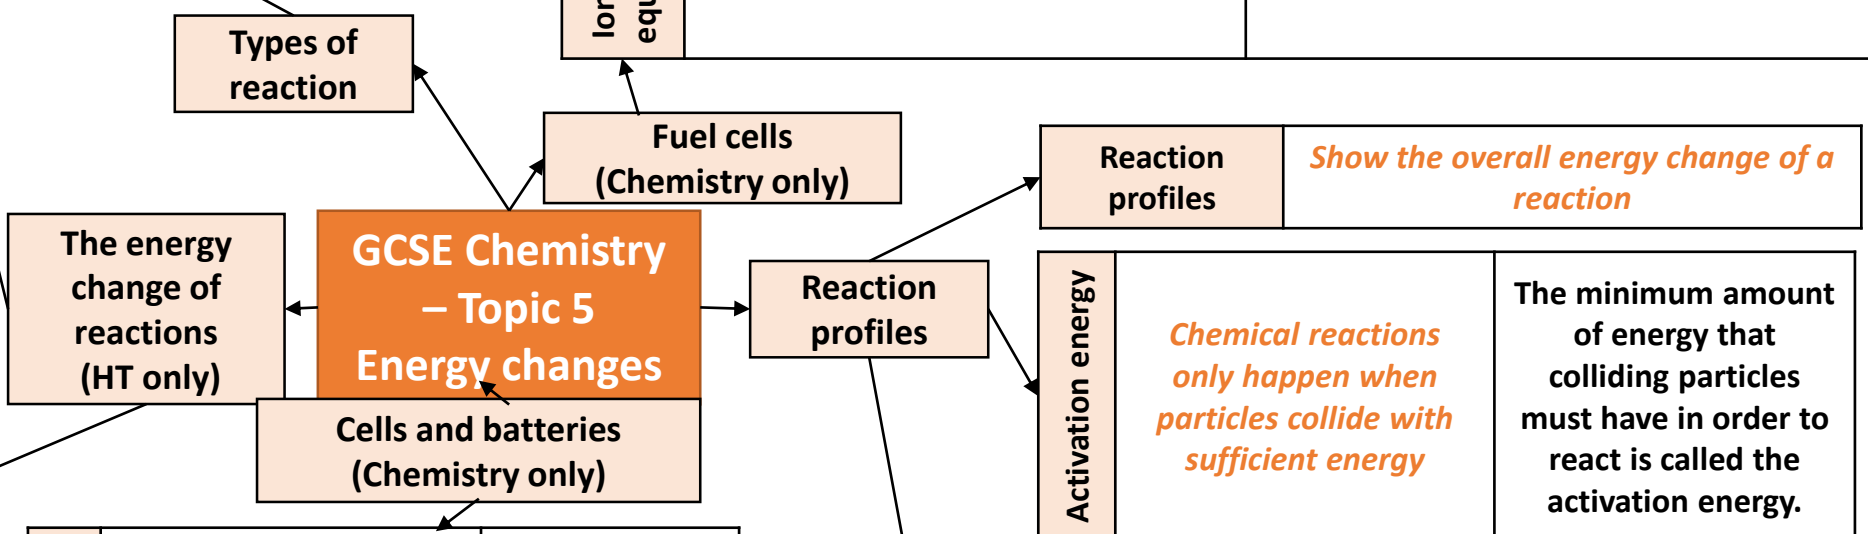 Types of
reaction
Fuel cells
(Chemistry only)
The energy
change of
reactions
(HT only)
GCSE Chemistry
– Topic 5
Energy changes
Cells and batteries
(Chemistry only)
Reaction
profiles
Reaction
profiles
Show the overall energy change of a
reaction
Activation energy
Chemical reactions
only happen when
particles collide with
sufficient energy
The minimum amount
of energy that
colliding particles
must have in order to
react is called the
activation energy.